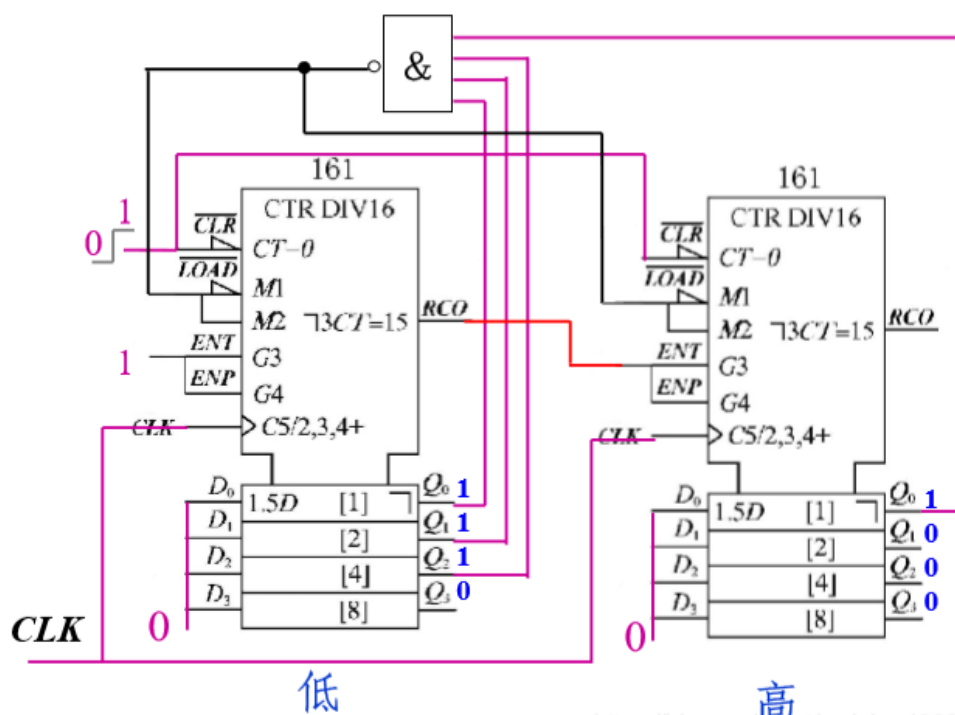 &
161
CTR DIV16
1
0
CLR
CT−0
LOAD
M1
M2
⅂3CT=15
RCO
1
ENT
G3
ENP
G4
CLK
C5/2,3,4+
D₀
1.5D
[1]
Q₀
1
D₁
[2]
Q₁
1
D₂
[4]
Q₂
1
D₃
[8]
Q₃
0
0
CLK
低
161
CTR DIV16
CLR
CT−0
LOAD
M1
M2
⅂3CT=15
RCO
ENT
G3
ENP
G4
CLK
C5/2,3,4+
D₀
1.5D
[1]
Q₀
1
D₁
[2]
Q₁
0
D₂
[4]
Q₂
0
D₃
[8]
Q₃
0
0
高